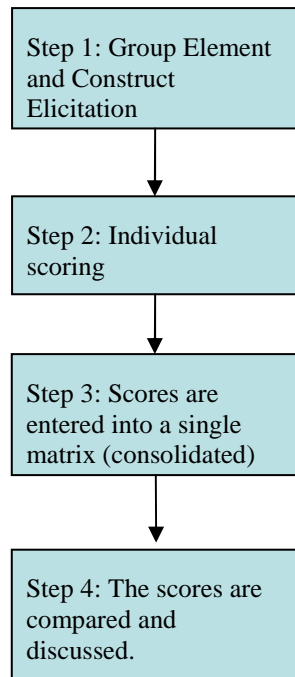 Step 1: Group Element
and Construct
Elicitation
Step 2: Individual
scoring
Step 3: Scores are
entered into a single
matrix (consolidated)
Step 4: The scores are
compared and
discussed.